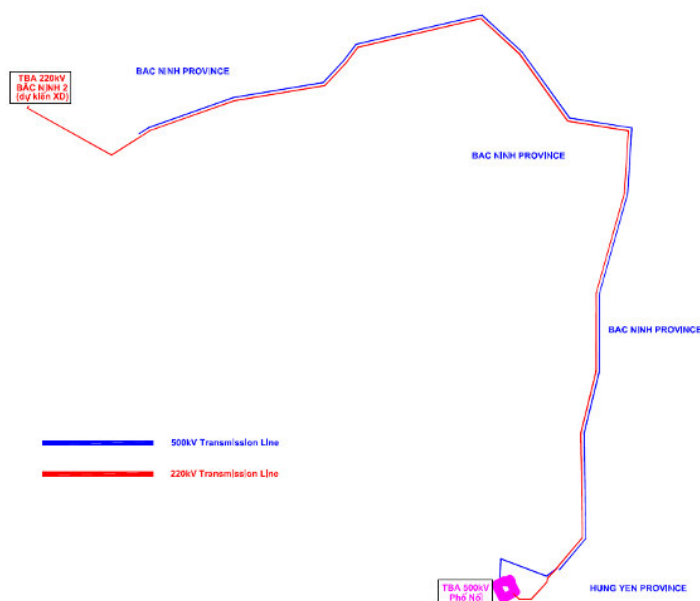 BAC NINH PROVINCE
TBA 220kV
BẮC NINH 2
(dự kiến XD)
BAC NINH PROVINCE
BAC NINH PROVINCE
500kV Transmission Line
220kV Transmission Line
TBA 500kV
Phố Nối
HUNG YEN PROVINCE